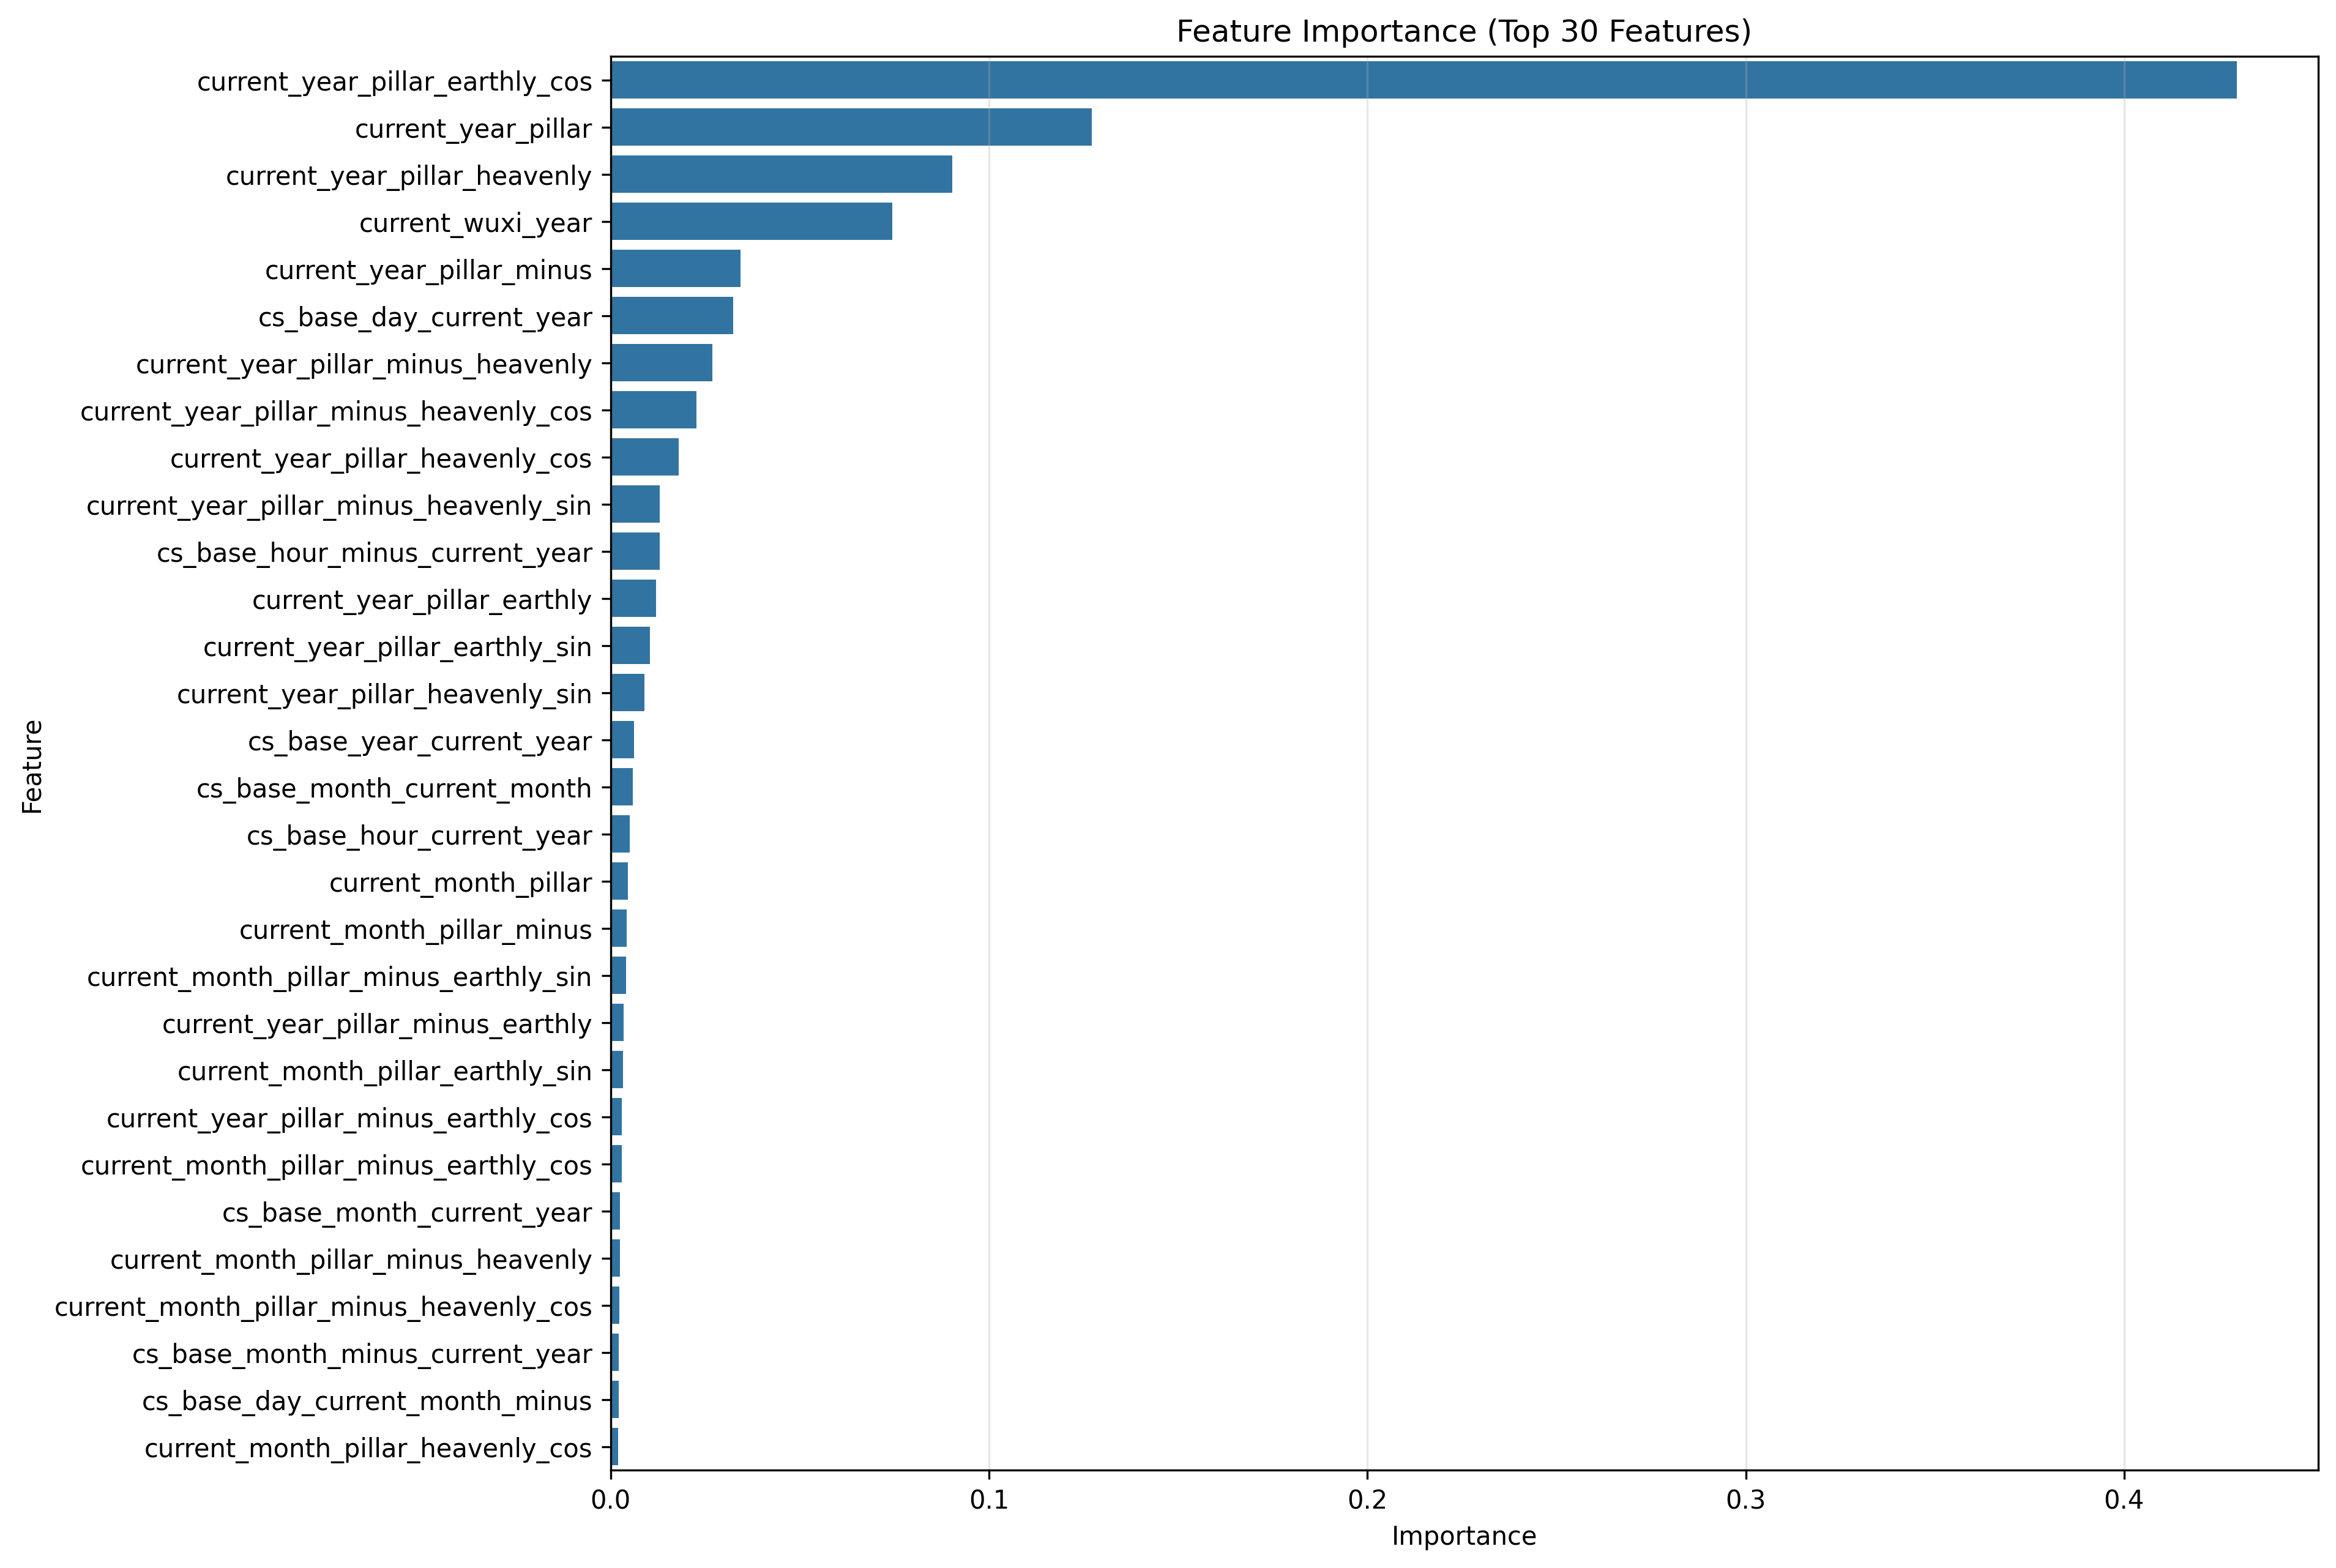 Feature Importance (Top 30 Features)
current_year_pillar_earthly_cos
current_year_pillar
current_year_pillar_heavenly
current_wuxi_year
current_year_pillar_minus
cs_base_day_current_year
current_year_pillar_minus_heavenly
current_year_pillar_minus_heavenly_cos
current_year_pillar_heavenly_cos
current_year_pillar_minus_heavenly_sin
cs_base_hour_minus_current_year
current_year_pillar_earthly
current_year_pillar_earthly_sin
current_year_pillar_heavenly_sin
cs_base_year_current_year
cs_base_month_current_month
cs_base_hour_current_year
current_month_pillar
current_month_pillar_minus
current_month_pillar_minus_earthly_sin
current_year_pillar_minus_earthly
current_month_pillar_earthly_sin
current_year_pillar_minus_earthly_cos
current_month_pillar_minus_earthly_cos
cs_base_month_current_year
current_month_pillar_minus_heavenly
current_month_pillar_minus_heavenly_cos
cs_base_month_minus_current_year
cs_base_day_current_month_minus
current_month_pillar_heavenly_cos
Feature
0.0 0.1 0.2 0.3 0.4
Importance